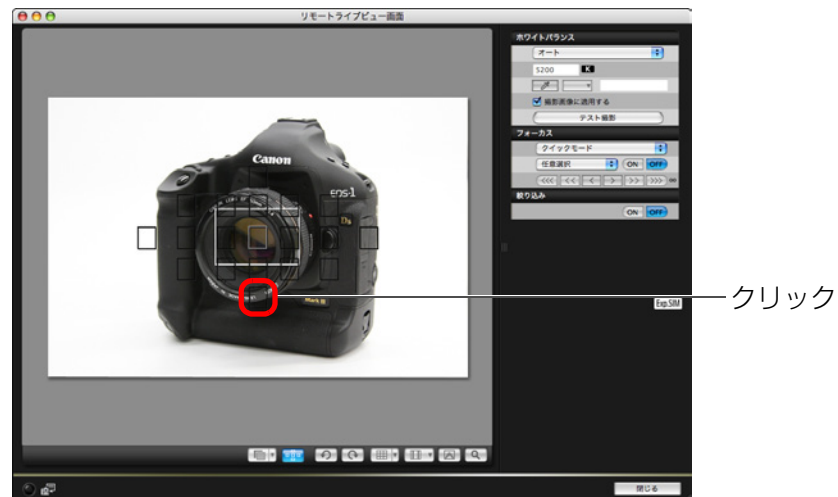 リモートライブビュー画面
ホワイトバランス
オート
5200 K
撮影画像に適用する
テスト撮影
フォーカス
クイックモード
任意選択 ON OFF
<<< << < > >> >>> ∞
絞り込み
ON OFF
Canon
EOS-1
Ds
Mark III
クリック
Exp.SIM
閉じる